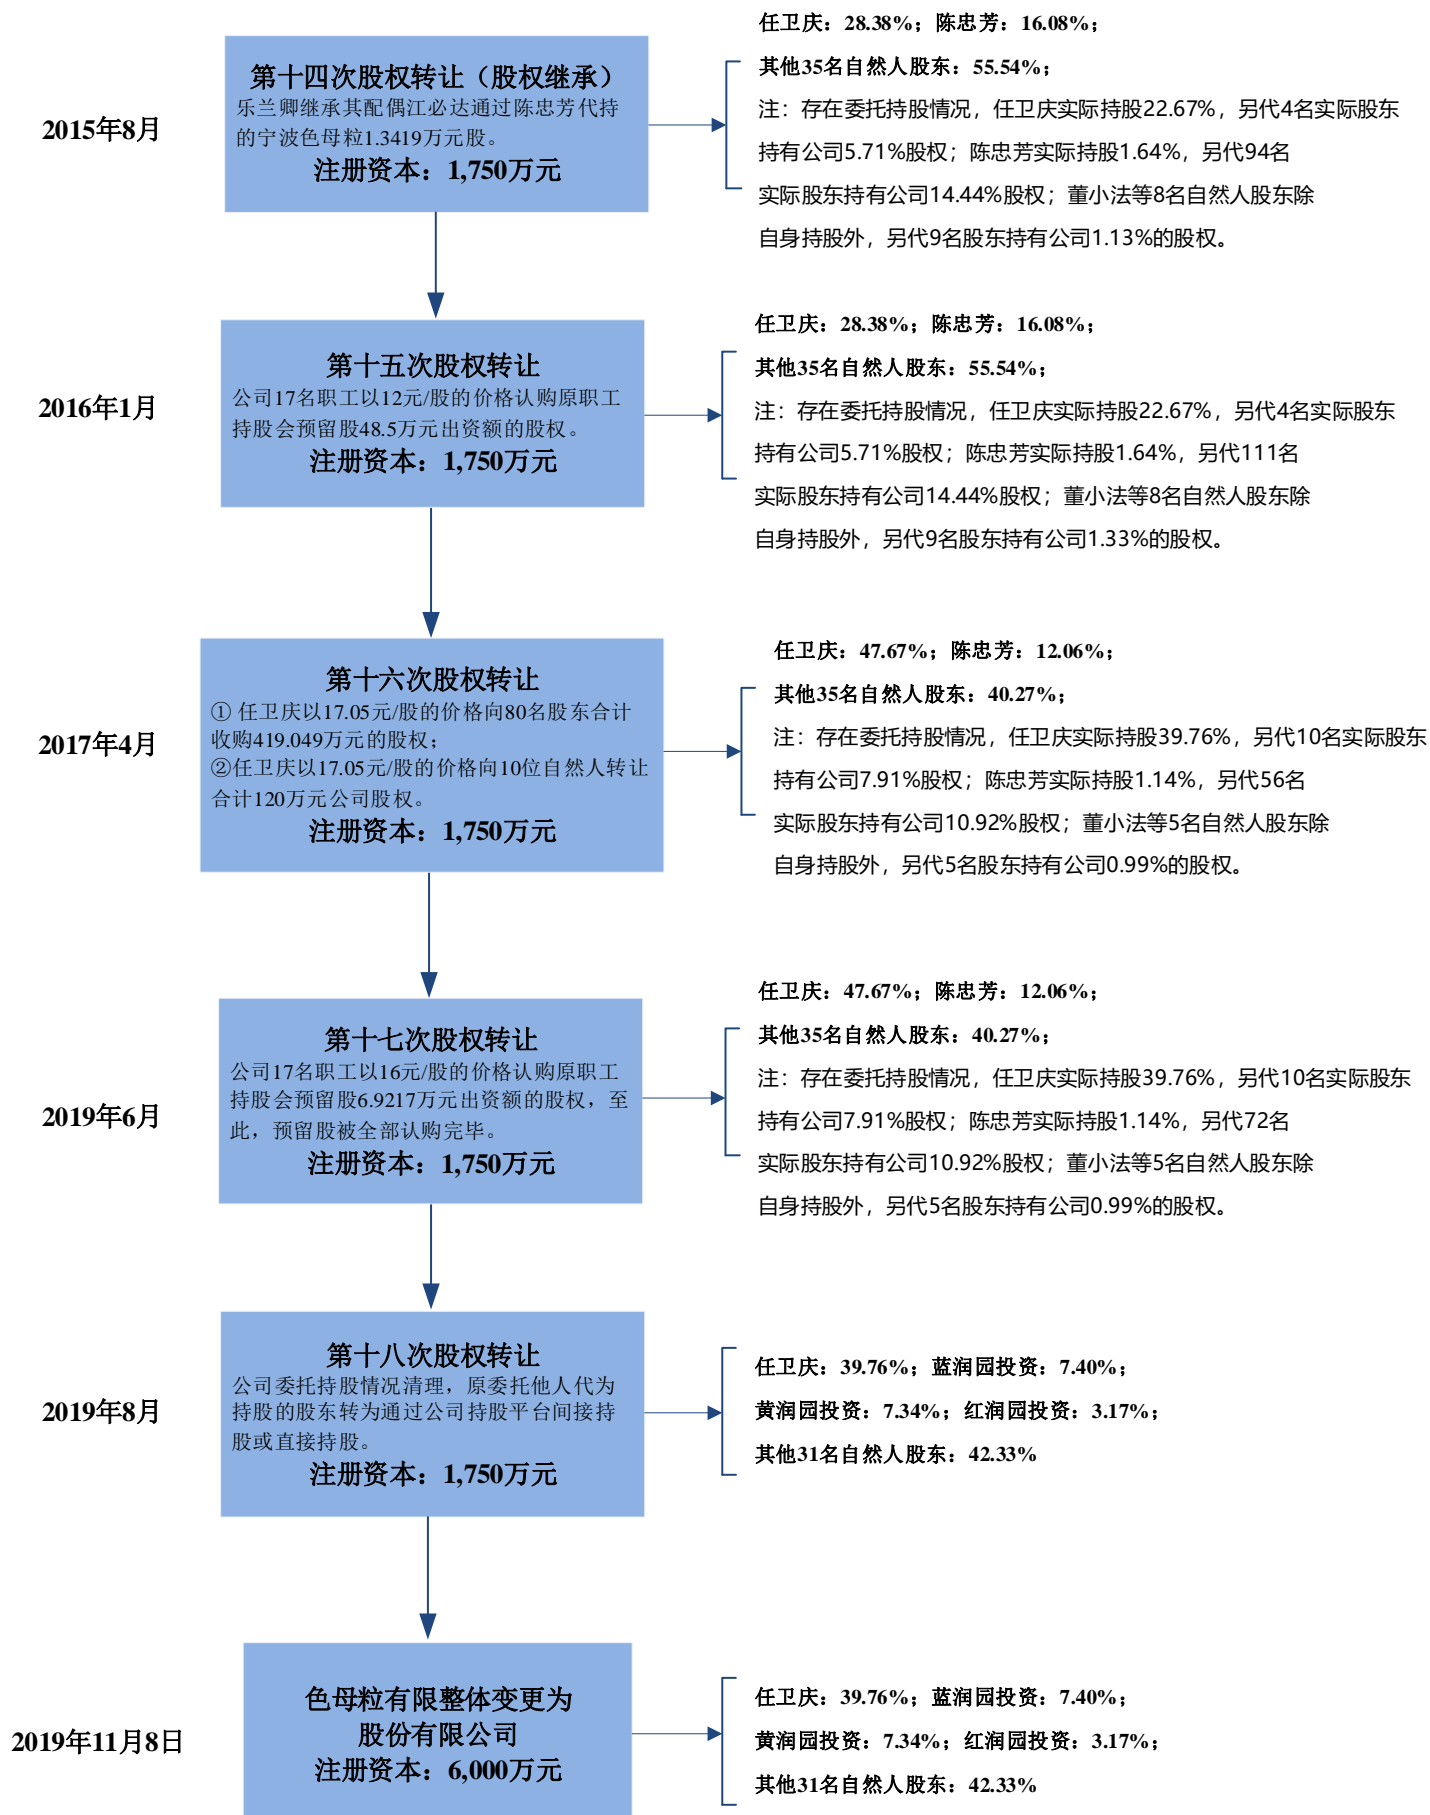 2015年8月
第十四次股权转让（股权继承）
乐兰卿继承其配偶江必达通过陈忠芳代持
的宁波色母粒1.3419万元股。
注册资本：1,750万元
任卫庆：28.38%；陈忠芳：16.08%；
其他35名自然人股东：55.54%；
注：存在委托持股情况，任卫庆实际持股22.67%，另代4名实际股东
持有公司5.71%股权；陈忠芳实际持股1.64%，另代94名
实际股东持有公司14.44%股权；董小法等8名自然人股东除
自身持股外，另代9名股东持有公司1.13%的股权。
2016年1月
第十五次股权转让
公司17名职工以12元/股的价格认购原职工
持股会预留股48.5万元出资额的股权。
注册资本：1,750万元
任卫庆：28.38%；陈忠芳：16.08%；
其他35名自然人股东：55.54%；
注：存在委托持股情况，任卫庆实际持股22.67%，另代4名实际股东
持有公司5.71%股权；陈忠芳实际持股1.64%，另代111名
实际股东持有公司14.44%股权；董小法等8名自然人股东除
自身持股外，另代9名股东持有公司1.33%的股权。
2017年4月
第十六次股权转让
① 任卫庆以17.05元/股的价格向80名股东合计
收购419.049万元的股权；
②任卫庆以17.05元/股的价格向10位自然人转让
合计120万元公司股权。
注册资本：1,750万元
任卫庆：47.67%；陈忠芳：12.06%；
其他35名自然人股东：40.27%；
注：存在委托持股情况，任卫庆实际持股39.76%，另代10名实际股东
持有公司7.91%股权；陈忠芳实际持股1.14%，另代56名
实际股东持有公司10.92%股权；董小法等5名自然人股东除
自身持股外，另代5名股东持有公司0.99%的股权。
2019年6月
第十七次股权转让
公司17名职工以16元/股的价格认购原职工
持股会预留股6.9217万元出资额的股权，至
此，预留股被全部认购完毕。
注册资本：1,750万元
任卫庆：47.67%；陈忠芳：12.06%；
其他35名自然人股东：40.27%；
注：存在委托持股情况，任卫庆实际持股39.76%，另代10名实际股东
持有公司7.91%股权；陈忠芳实际持股1.14%，另代72名
实际股东持有公司10.92%股权；董小法等5名自然人股东除
自身持股外，另代5名股东持有公司0.99%的股权。
2019年8月
第十八次股权转让
公司委托持股情况清理，原委托他人代为
持股的股东转为通过公司持股平台间接持
股或直接持股。
注册资本：1,750万元
任卫庆：39.76%；蓝润园投资：7.40%；
黄润园投资：7.34%；红润园投资：3.17%；
其他31名自然人股东：42.33%
2019年11月8日
色母粒有限整体变更为
股份有限公司
注册资本：6,000万元
任卫庆：39.76%；蓝润园投资：7.40%；
黄润园投资：7.34%；红润园投资：3.17%；
其他31名自然人股东：42.33%